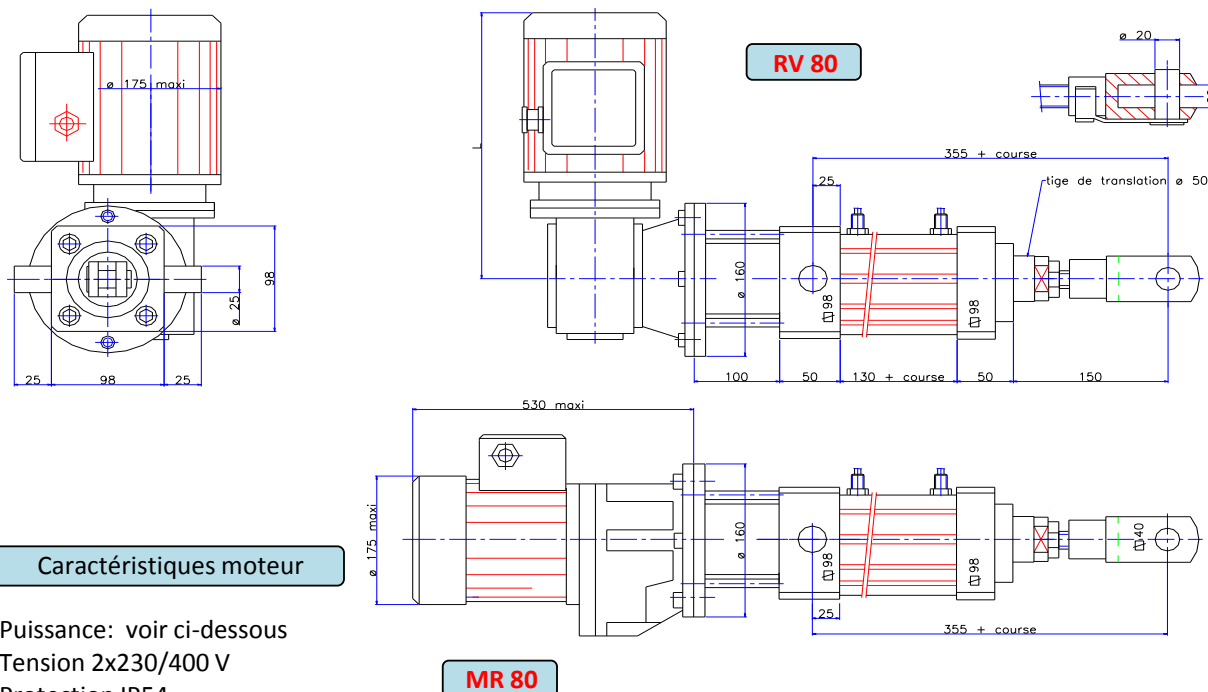 ø 175 maxi
98
ø 25
25
98
25
RV 80
L
ø 20
355 + course
25
tige de translation ø 50
ø 160
98
98
100
50
130 + course
50
150
530 maxi
ø 175 maxi
ø 160
98
98
40
25
355 + course
MR 80
Caractéristiques moteur
Puissance: voir ci-dessous
Tension 2x230/400 V
Protection IP54